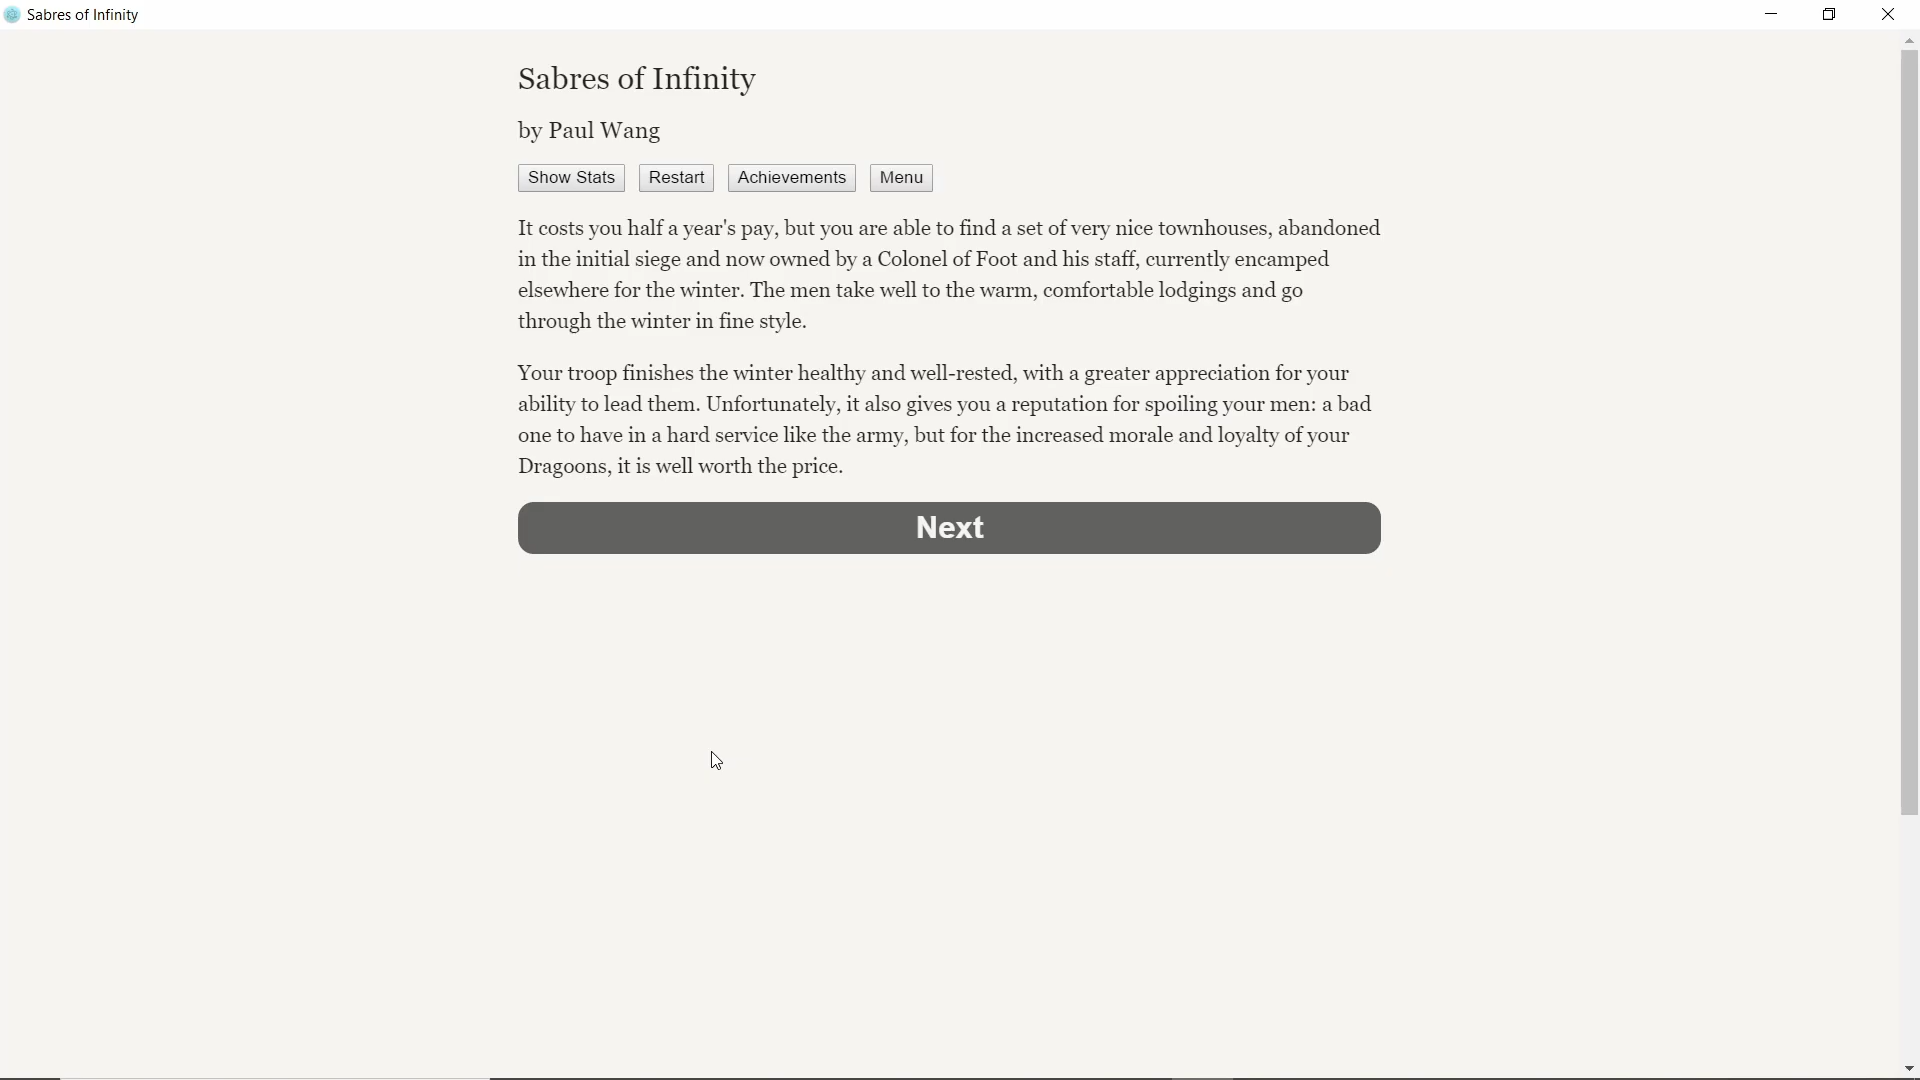 Sabres of Infinity
Sabres of Infinity
by Paul Wang
Show Stats Restart Achievements Menu
It costs you half a year's pay, but you are able to find a set of very nice townhouses, abandoned
in the initial siege and now owned by a Colonel of Foot and his staff, currently encamped
elsewhere for the winter. The men take well to the warm, comfortable lodgings and go
through the winter in fine style.
Your troop finishes the winter healthy and well-rested, with a greater appreciation for your
ability to lead them. Unfortunately, it also gives you a reputation for spoiling your men: a bad
one to have in a hard service like the army, but for the increased morale and loyalty of your
Dragoons, it is well worth the price.
Next